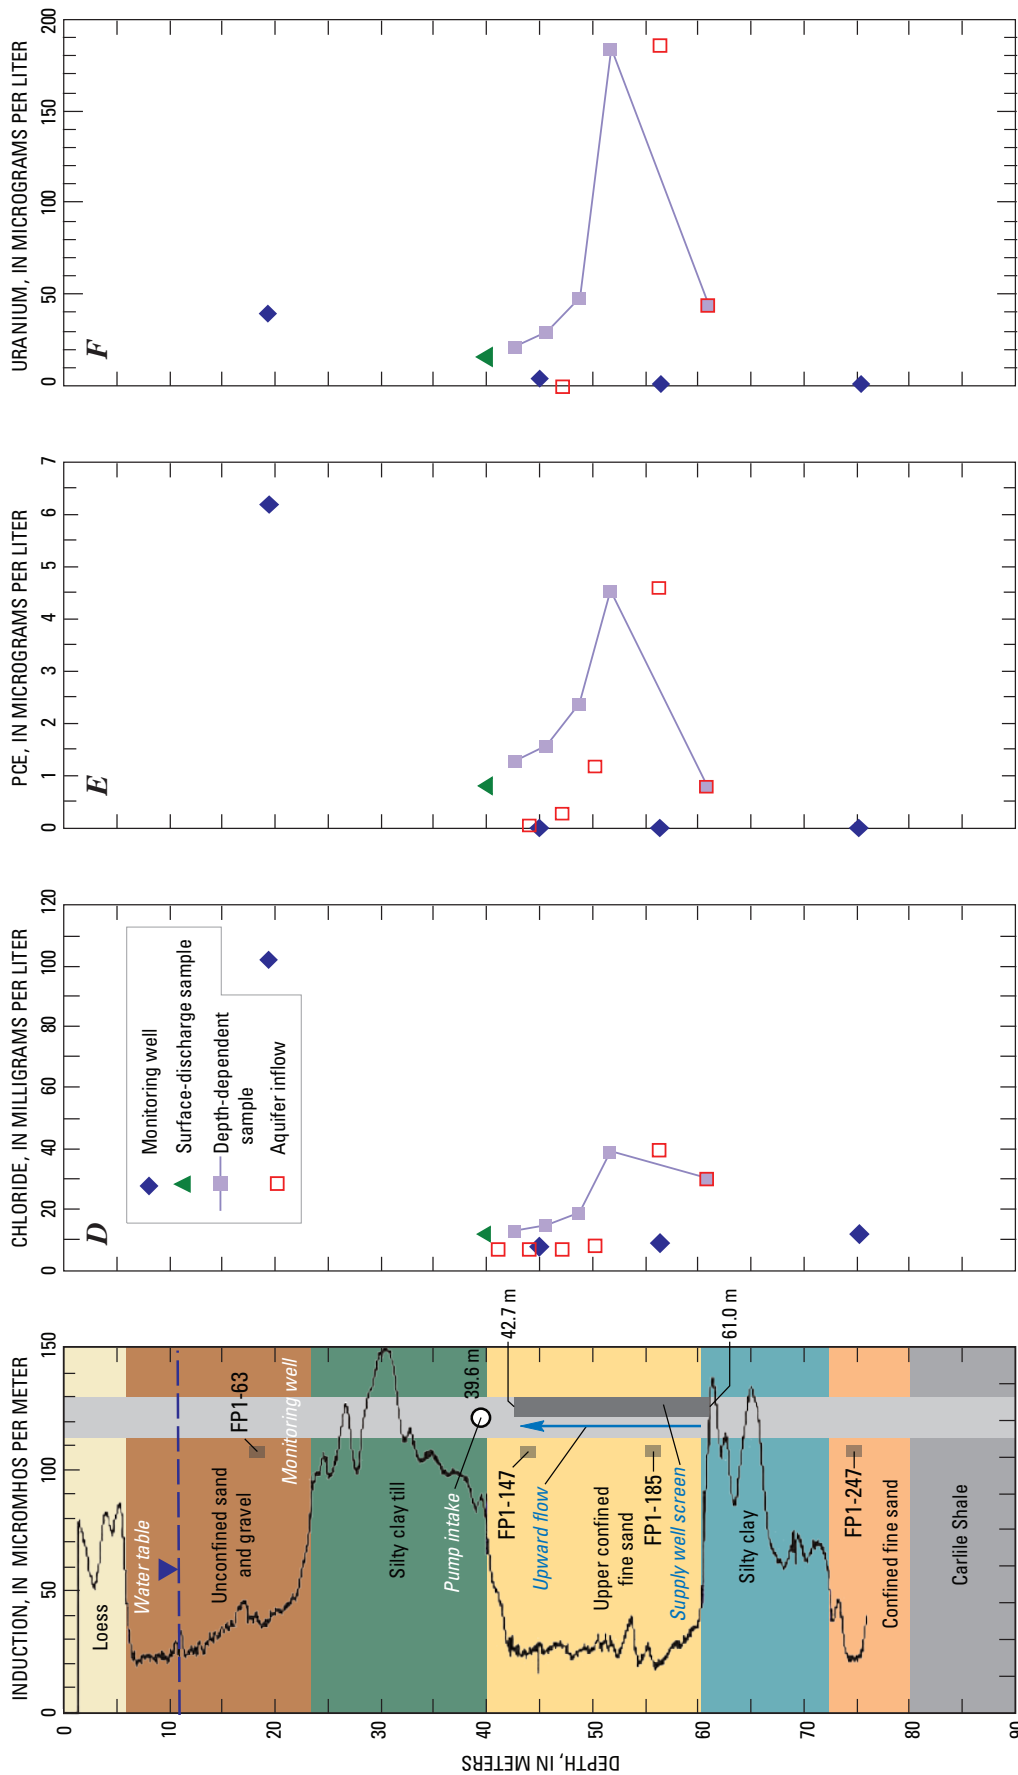 INDUCTION, IN MICROMHOS PER METER
0
50
100
150
DEPTH, IN METERS
0
10
20
30
40
50
60
70
80
90
Loess
Water table
Unconfined sand
and gravel
FP1-63
Monitoring well
Silty clay till
Pump intake
39.6 m
42.7 m
FP1-147
Upward flow
Upper confined
fine sand
FP1-185
Supply well screen
61.0 m
Silty clay
FP1-247
Confined fine sand
Carlile Shale
CHLORIDE, IN MILLIGRAMS PER LITER
0
20
40
60
80
100
120
D
Monitoring well
Surface-discharge sample
Depth-dependent
sample
Aquifer inflow
PCE, IN MICROGRAMS PER LITER
0
1
2
3
4
5
6
7
E
URANIUM, IN MICROGRAMS PER LITER
0
50
100
150
200
F